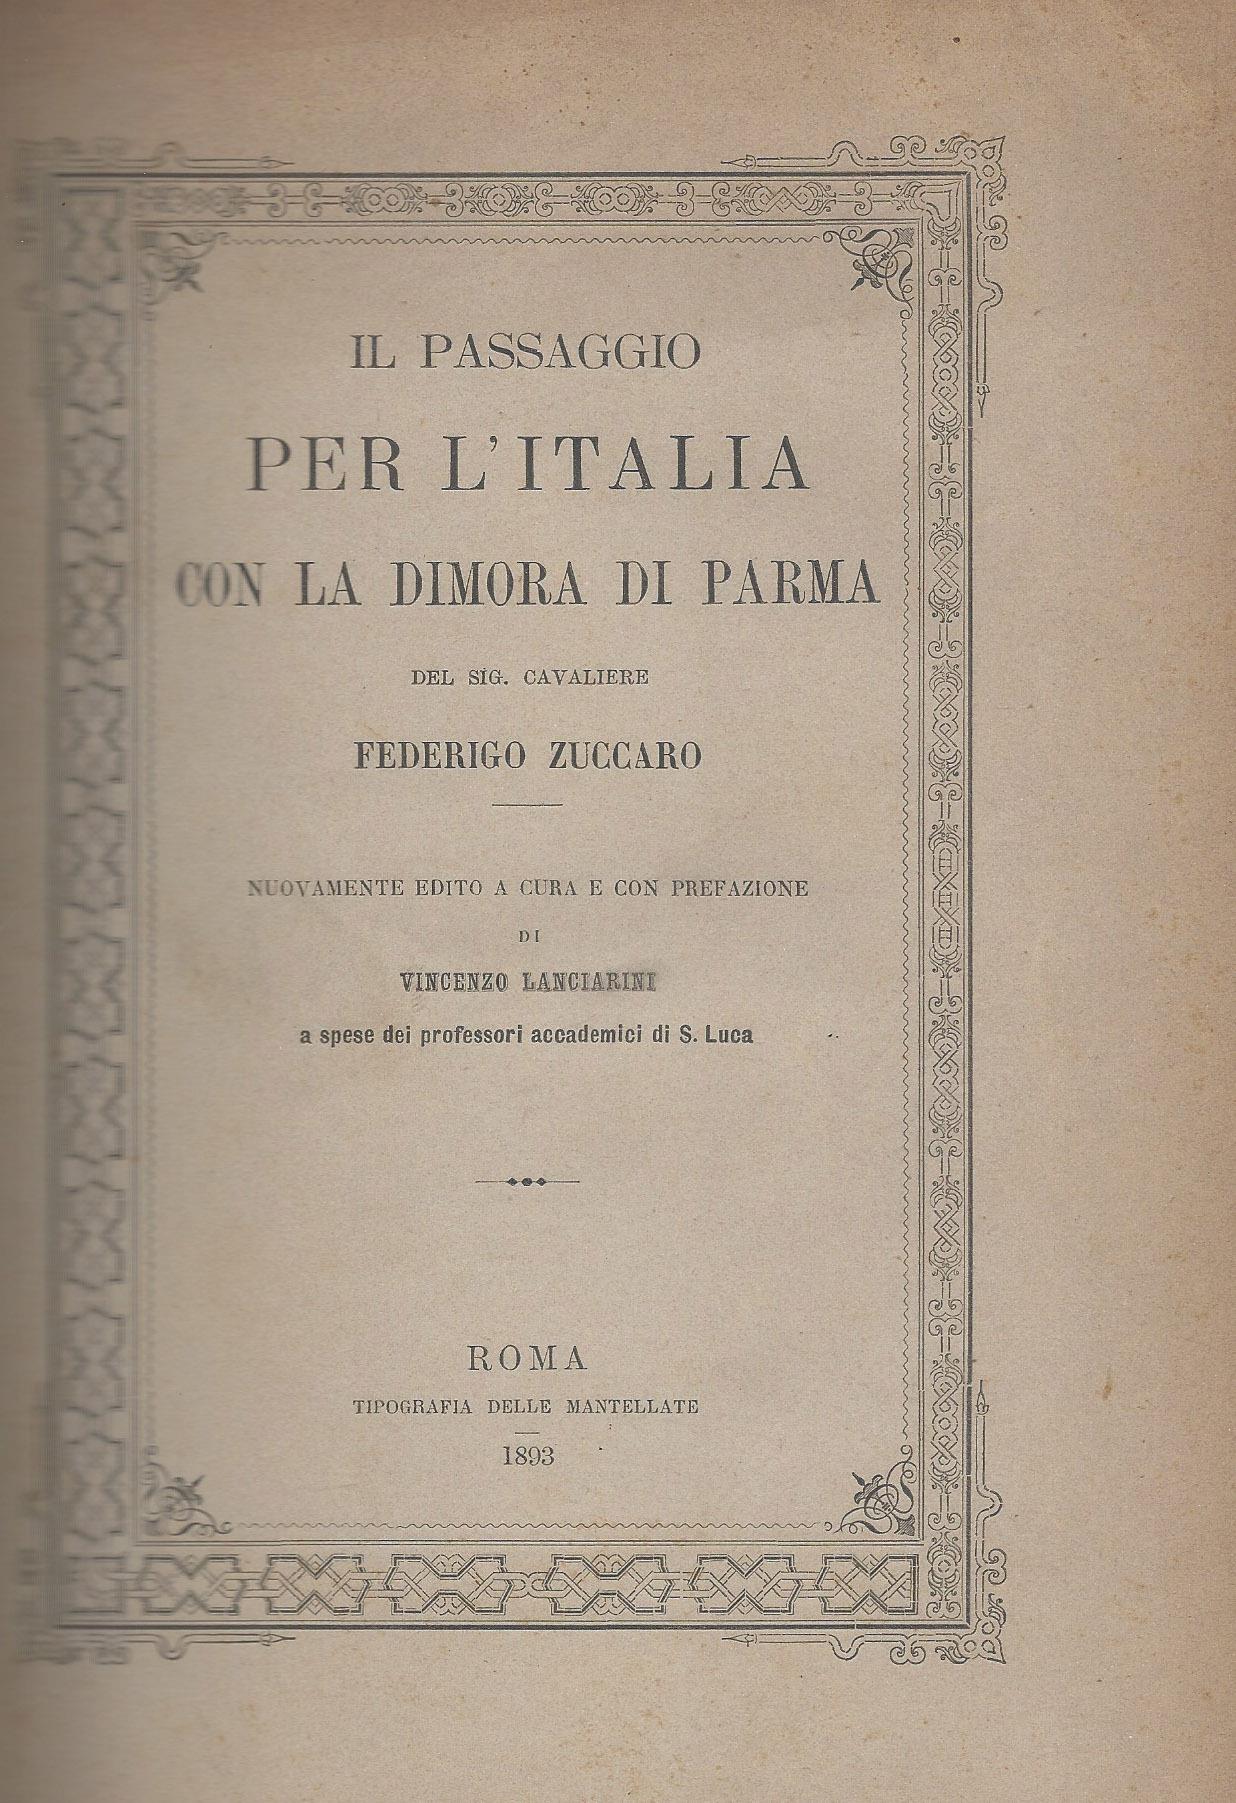 IL PASSAGGIO
PER L'ITALIA
CON LA DIMORA DI PARMA
DEL SIG. CAVALIERE
FEDERIGO ZUCCARO
NUOVAMENTE EDITO A CURA E CON PREFAZIONE
DI
VINCENZO LANCIARINI
a spese dei professori accademici di S. Luca
ROMA
TIPOGRAFIA DELLE MANTELLATE
1893